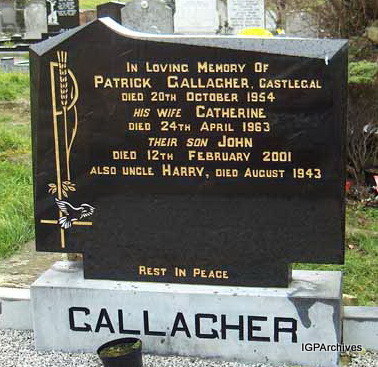 In Loving Memory Of
Patrick Gallagher, Castlegal
died 20th October 1954
his wife Catherine
died 24th April 1963
their son John
died 12th February 2001
also uncle Harry, died August 1943
Rest In Peace
GALLAGHER
IGPArchives